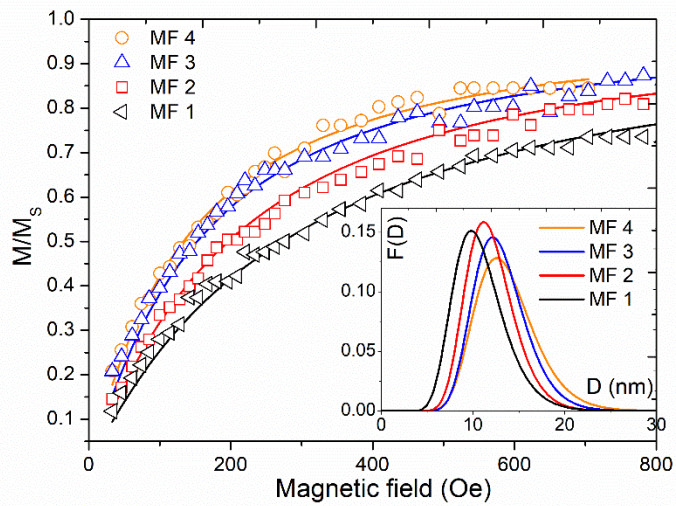 1.0
0.9
0.8
0.7
0.6
0.5
0.4
0.3
0.2
0.1
M/M_S
MF 4
MF 3
MF 2
MF 1
0 200 400 600 800
Magnetic field (Oe)
0.15
0.10
0.05
0.00
F(D)
MF 4
MF 3
MF 2
MF 1
D (nm)
0 10 20 30